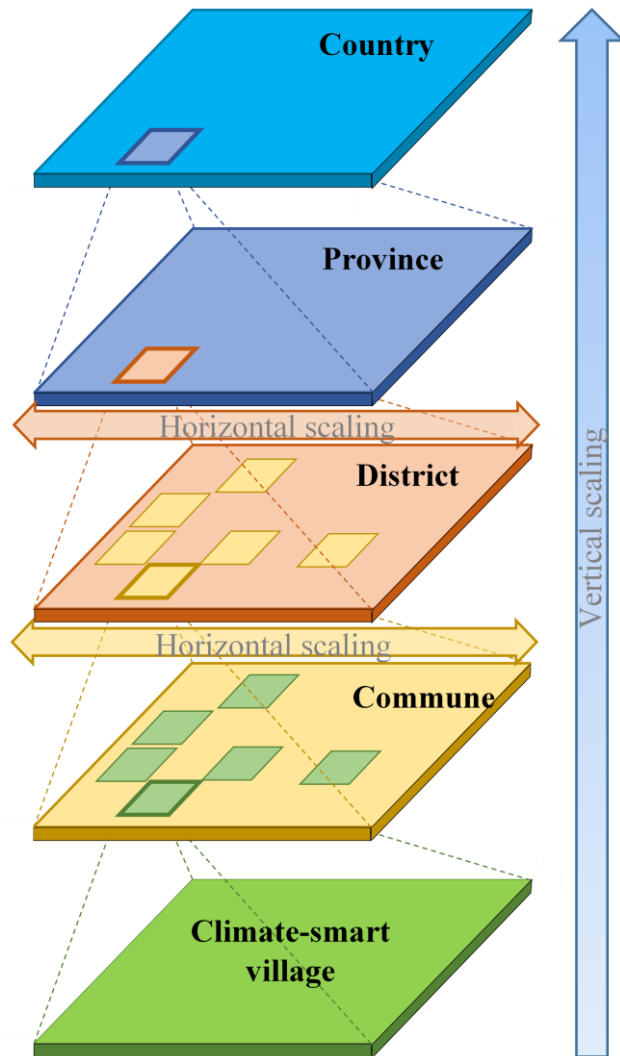 Country
Province
Horizontal scaling
District
Horizontal scaling
Commune
Climate-smart
village
Vertical scaling